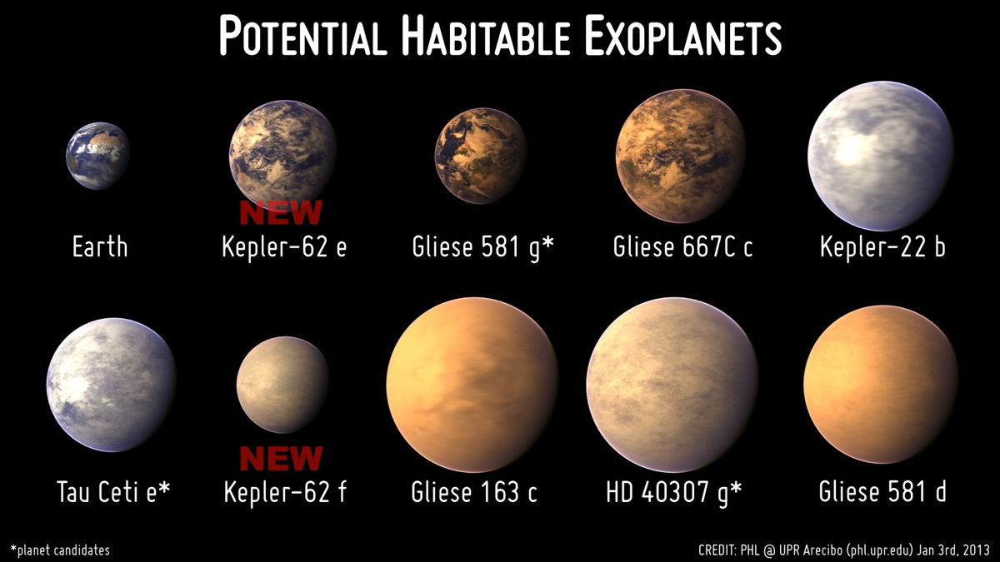 POTENTIAL HABITABLE EXOPLANETS
NEW
Earth
Kepler-62 e
Gliese 581 g*
Gliese 667C c
Kepler-22 b
NEW
Tau Ceti e*
Kepler-62 f
Gliese 163 c
HD 40307 g*
Gliese 581 d
*planet candidates
CREDIT: PHL @ UPR Arecibo (phl.upr.edu) Jan 3rd, 2013